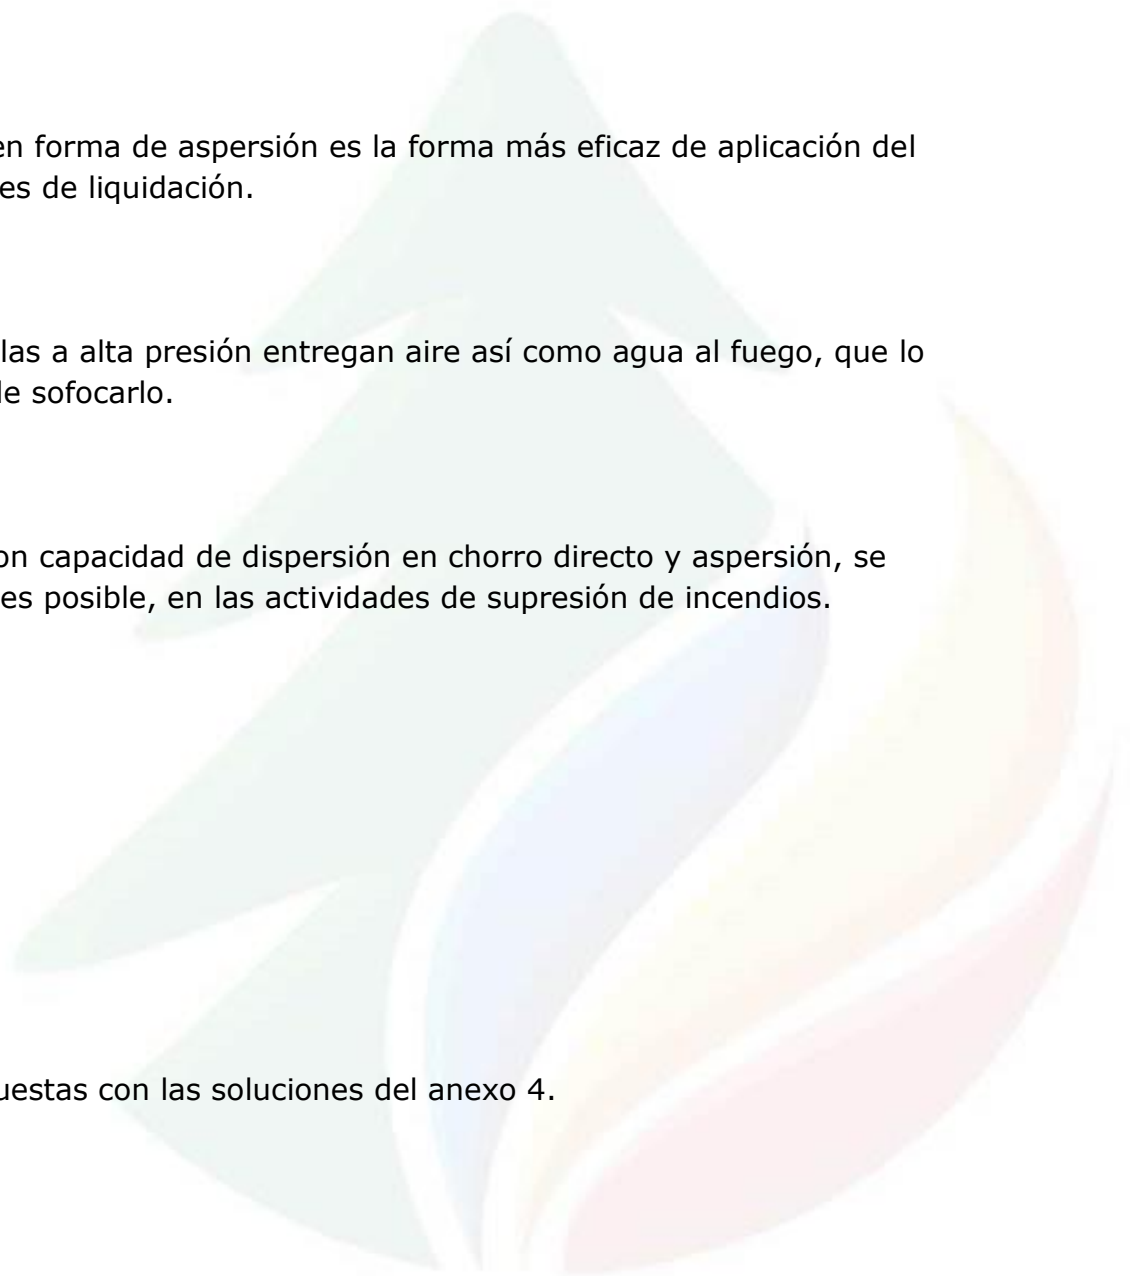 en forma de aspersión es la forma más eficaz de aplicación del
es de liquidación.
las a alta presión entregan aire así como agua al fuego, que lo
de sofocarlo.
on capacidad de dispersión en chorro directo y aspersión, se
es posible, en las actividades de supresión de incendios.
uestas con las soluciones del anexo 4.